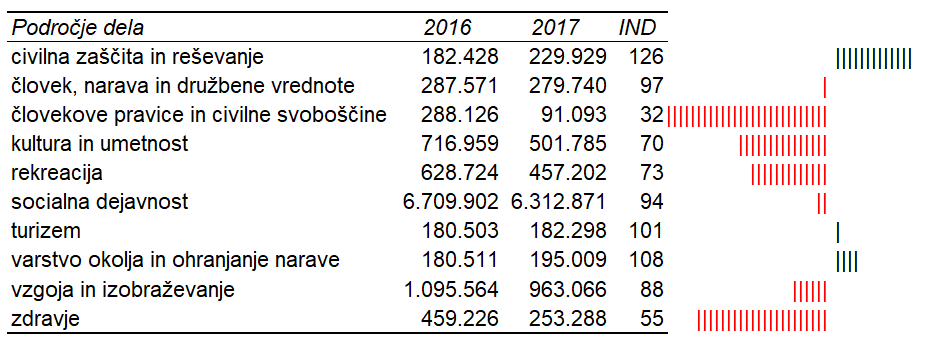 Področje dela 2016 2017 IND
civilna zaščita in reševanje 182.428 229.929 126
človek, narava in družbene vrednote 287.571 279.740 97
človekove pravice in civilne svoboščine 288.126 91.093 32
kultura in umetnost 716.959 501.785 70
rekreacija 628.724 457.202 73
socialna dejavnost 6.709.902 6.312.871 94
turizem 180.503 182.298 101
varstvo okolja in ohranjanje narave 180.511 195.009 108
vzgoja in izobraževanje 1.095.564 963.066 88
zdravje 459.226 253.288 55